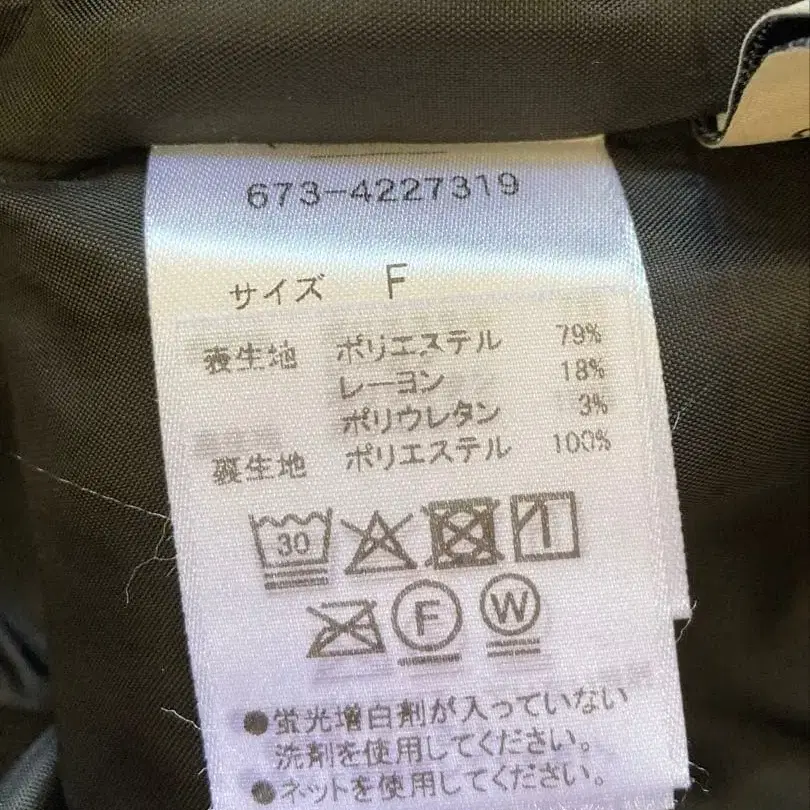 673-4227319
サイズ F
表生地 ポリエステル 79%
レーヨン 18%
ポリウレタン 3%
裏生地 ポリエステル 100%
30
F W
●蛍光増白剤が入っていない
洗剤を使用してください。
●ネットを使用してください。